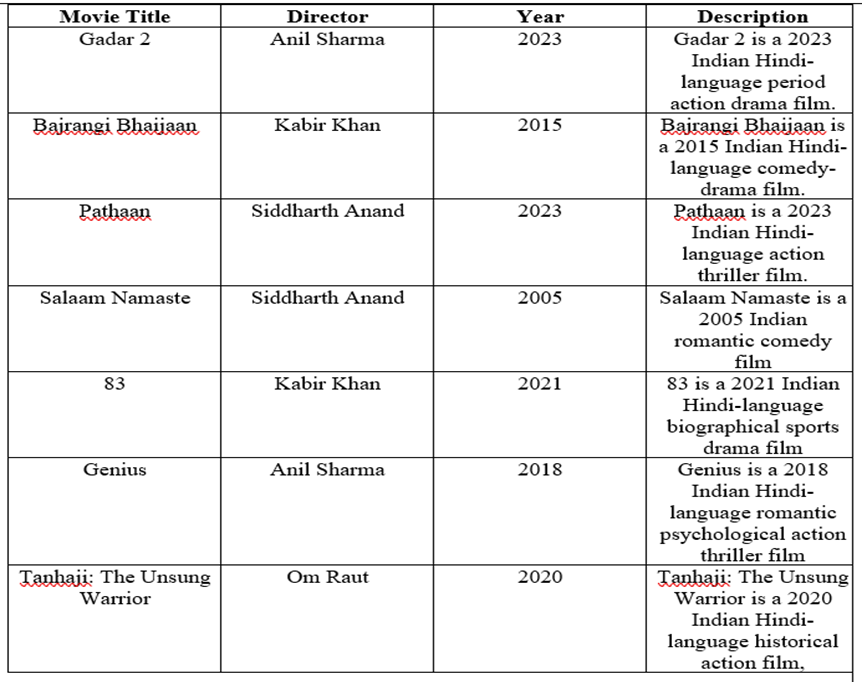 Movie Title Director Year Description
Gadar 2 Anil Sharma 2023 Gadar 2 is a 2023
Indian Hindi-
language period
action drama film.
Bajrangi Bhaijaan Kabir Khan 2015 Bajrangi Bhaijaan is
a 2015 Indian Hindi-
language comedy-
drama film.
Pathaan Siddharth Anand 2023 Pathaan is a 2023
Indian Hindi-
language action
thriller film.
Salaam Namaste Siddharth Anand 2005 Salaam Namaste is a
2005 Indian
romantic comedy
film
83 Kabir Khan 2021 83 is a 2021 Indian
Hindi-language
biographical sports
drama film
Genius Anil Sharma 2018 Genius is a 2018
Indian Hindi-
language romantic
psychological action
thriller film
Tanhaji: The Unsung Om Raut 2020 Tanhaji: The Unsung
Warrior Warrior is a 2020
Indian Hindi-
language historical
action film,